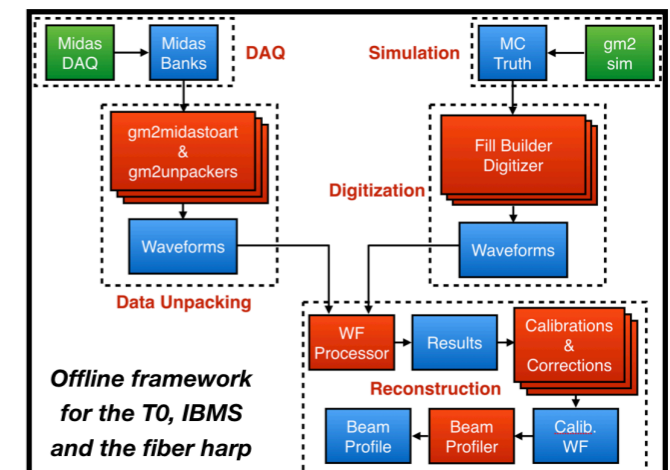 Midas
DAQ
Midas
Banks
DAQ
Simulation
MC
Truth
gm2
sim
gm2midastoart
&
gm2unpackers
Fill Builder
Digitizer
Digitization
Waveforms
Waveforms
Data Unpacking
WF
Processor
Results
Calibrations
&
Corrections
Reconstruction
Offline framework
for the T0, IBMS
and the fiber harp
Beam
Profile
Beam
Profiler
Calib.
WF